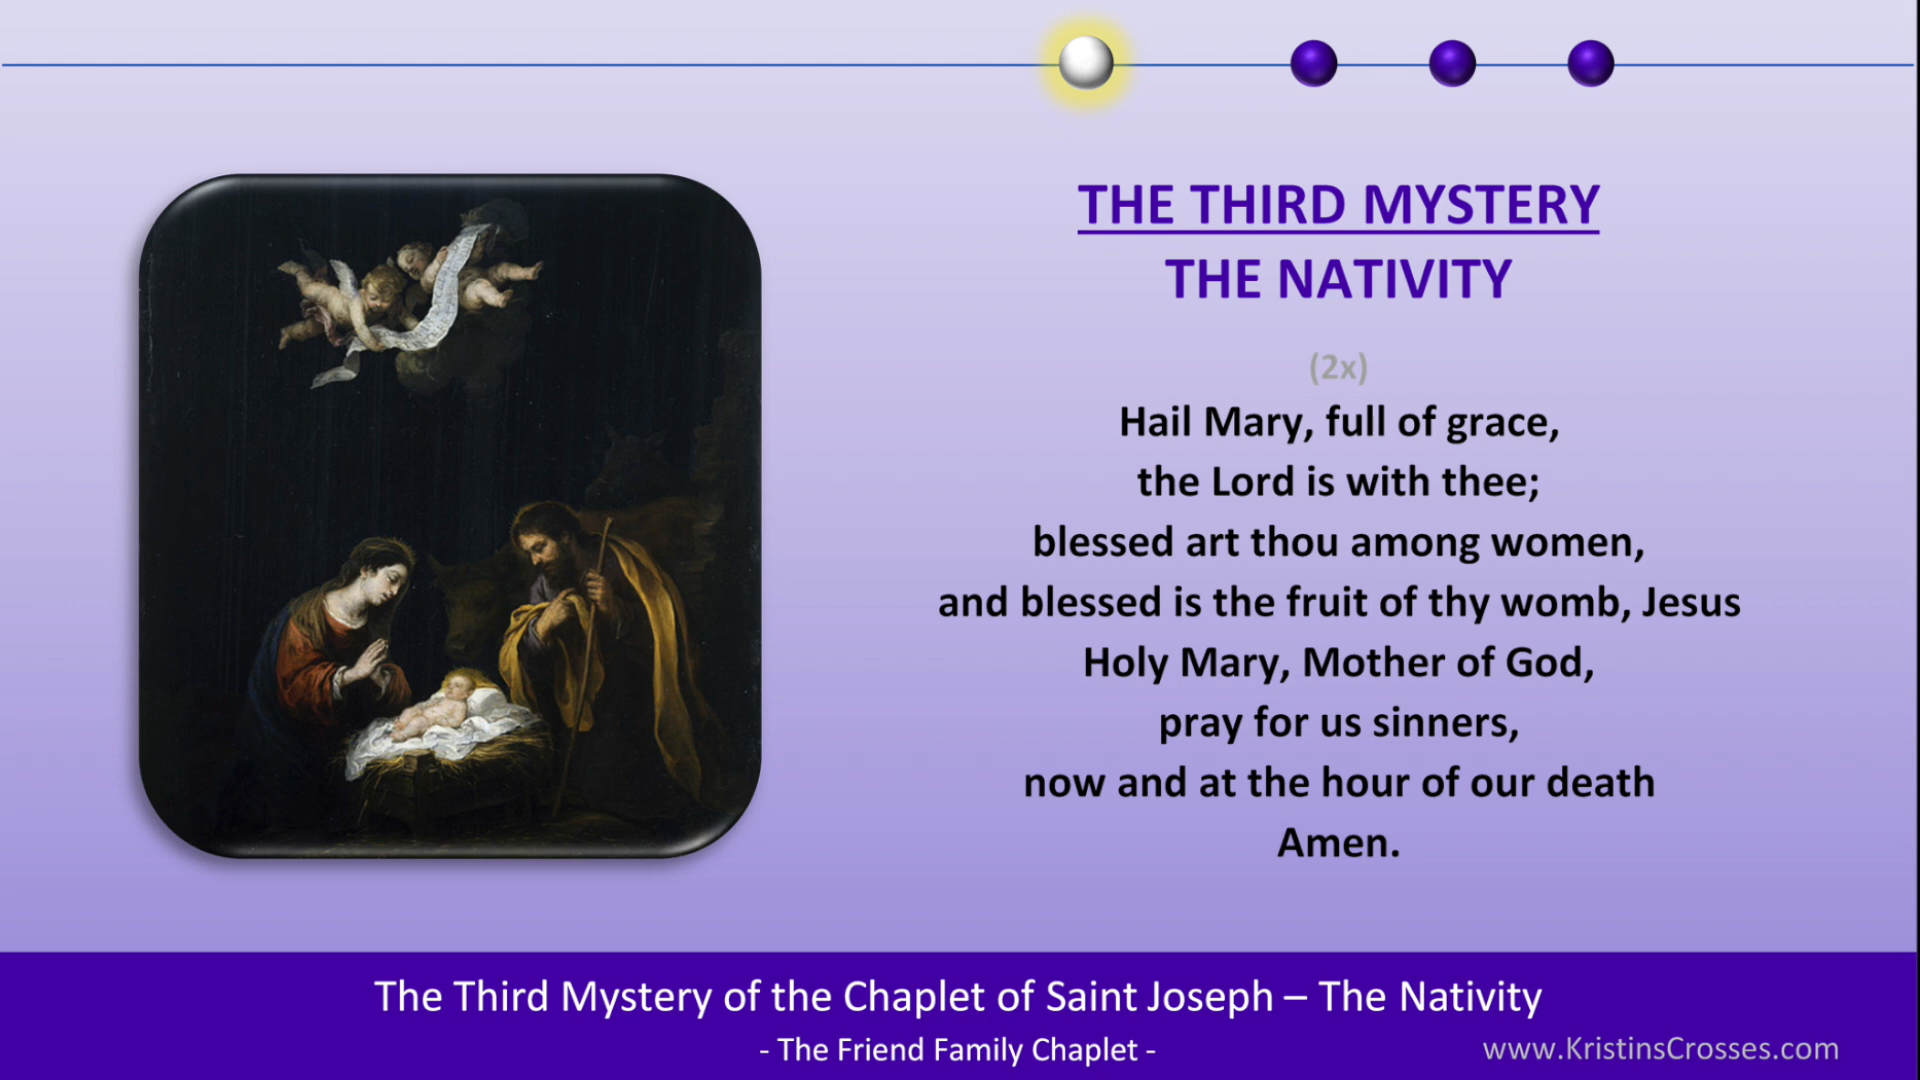 THE THIRD MYSTERY
THE NATIVITY
(2x)
Hail Mary, full of grace,
the Lord is with thee;
blessed art thou among women,
and blessed is the fruit of thy womb, Jesus
Holy Mary, Mother of God,
pray for us sinners,
now and at the hour of our death
Amen.
The Third Mystery of the Chaplet of Saint Joseph – The Nativity
- The Friend Family Chaplet -
www.KristinsCrosses.com